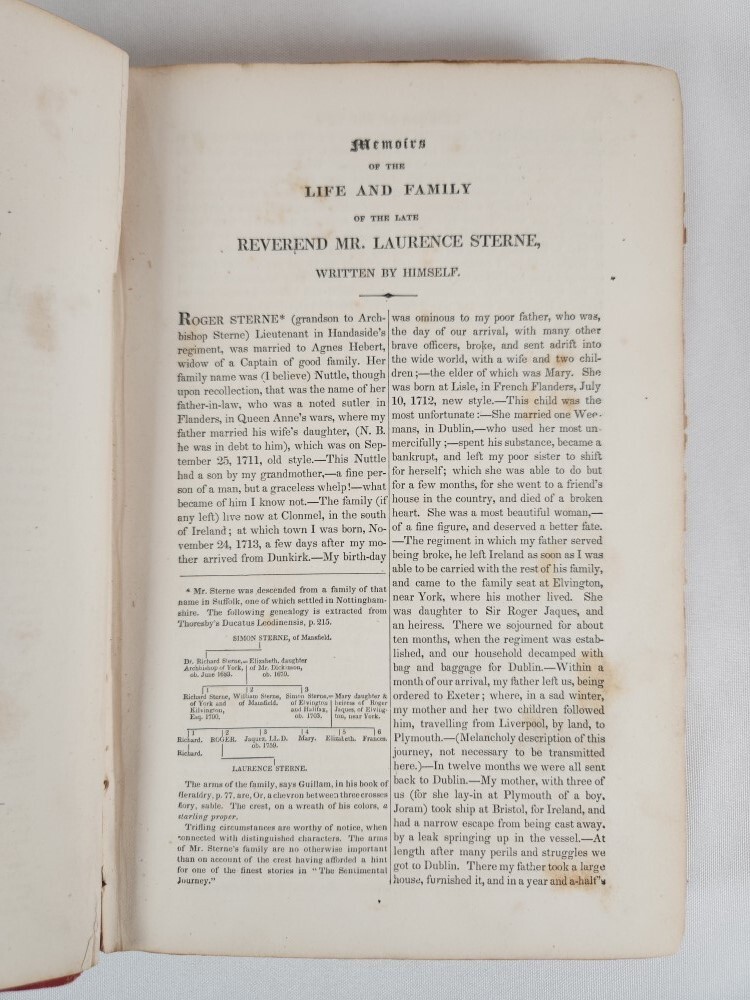 Memoirs
OF THE
LIFE AND FAMILY
OF THE LATE
REVEREND MR. LAURENCE STERNE,
WRITTEN BY HIMSELF.
ROGER STERNE* (grandson to Arch-
bishop Sterne) Lieutenant in Handaside's
regiment, was married to Agnes Hebert,
widow of a Captain of good family. Her
family name was (I believe) Nuttle, though
upon recollection, that was the name of her
father-in-law, who was a noted sutler in
Flanders, in Queen Anne's wars, where my
father married his wife's daughter, (N. B.
he was in debt to him), which was on Sep-
tember 25, 1711, old style.—This Nuttle
had a son by my grandmother,—a fine per-
son of a man, but a graceless whelp!—what
became of him I know not.—The family (if
any left) live now at Clonmel, in the south
of Ireland; at which town I was born, No-
vember 24, 1713, a few days after my mo-
ther arrived from Dunkirk.—My birth-day
* Mr. Sterne was descended from a family of that
name in Suffolk, one of which settled in Nottingham-
shire. The following genealogy is extracted from
Thoresby's Ducatus Leodinensis, p. 215.
SIMON STERNE, of Mansfield.
Dr. Richard Sterne,= Elizabeth, daughter
Archbishop of York, of Mr. Dickinson,
ob. June 1683. ob. 1670.
1 2 3
Richard Sterne, William Sterne, Simon Sterne,= Mary daughter &
of York and of Mansfield. of Elvington heiress of Roger
Kilvington, and Halifax, Jaques, of Elving-
Esq. 1700. ob. 1703. ton, near York.
1 2 3 4 5 6
Richard. ROGER. Jaques, LL.D. Mary. Elizabeth. Frances.
ob. 1759.
Richard.
LAURENCE STERNE.
The arms of the family, says Guillam, in his book of
Heraldry, p. 77, are, Or, a chevron between three crosses
flory, sable. The crest, on a wreath of his colors, a
starling proper.
Trifling circumstances are worthy of notice, when
connected with distinguished characters. The arms
of Mr. Sterne's family are no otherwise important
than on account of the crest having afforded a hint
for one of the finest stories in "The Sentimental
Journey."
was ominous to my poor father, who was,
the day of our arrival, with many other
brave officers, broke, and sent adrift into
the wide world, with a wife and two chil-
dren;—the elder of which was Mary. She
was born at Lisle, in French Flanders, July
10, 1712, new style.—This child was the
most unfortunate:—She married one Wee-
mans, in Dublin,—who used her most un-
mercifully;—spent his substance, became a
bankrupt, and left my poor sister to shift
for herself; which she was able to do but
for a few months, for she went to a friend's
house in the country, and died of a broken
heart. She was a most beautiful woman,—
of a fine figure, and deserved a better fate.
—The regiment in which my father served
being broke, he left Ireland as soon as I was
able to be carried with the rest of his family,
and came to the family seat at Elvington,
near York, where his mother lived. She
was daughter to Sir Roger Jaques, and
an heiress. There we sojourned for about
ten months, when the regiment was estab-
lished, and our household decamped with
bag and baggage for Dublin.—Within a
month of our arrival, my father left us, being
ordered to Exeter; where, in a sad winter,
my mother and her two children followed
him, travelling from Liverpool, by land, to
Plymouth.—(Melancholy description of this
journey, not necessary to be transmitted
here.)—In twelve months we were all sent
back to Dublin.—My mother, with three of
us (for she lay-in at Plymouth of a boy,
Joram) took ship at Bristol, for Ireland, and
had a narrow escape from being cast away,
by a leak springing up in the vessel.—At
length after many perils and struggles we
got to Dublin. There my father took a large
house, furnished it, and in a year and a-half's